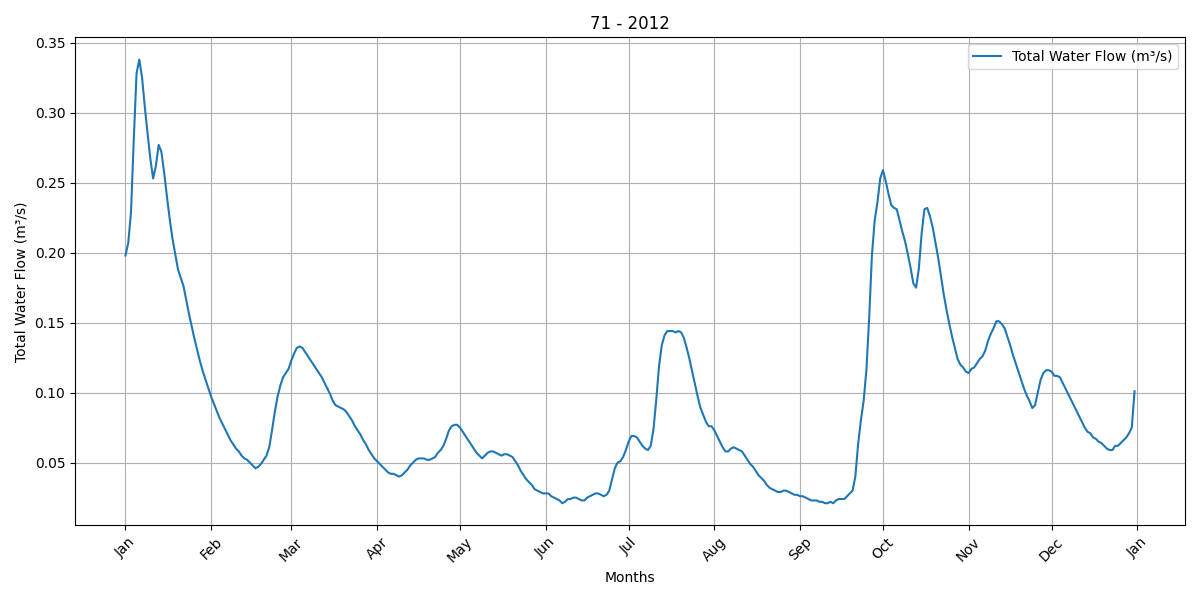 71 - 2012
Total Water Flow (m³/s)
Total Water Flow (m³/s)
0.35
0.30
0.25
0.20
0.15
0.10
0.05
Jan Feb Mar Apr May Jun Jul Aug Sep Oct Nov Dec Jan
Months